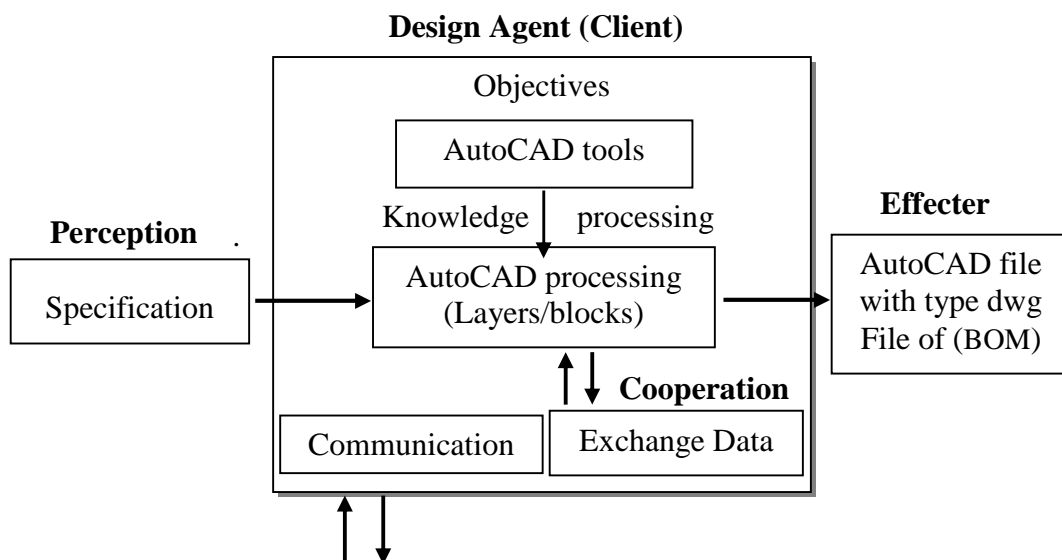 Design Agent (Client)
Objectives
AutoCAD tools
Knowledge processing
Perception .
Specification
AutoCAD processing
(Layers/blocks)
Effecter
AutoCAD file
with type dwg
File of (BOM)
Cooperation
Communication
Exchange Data